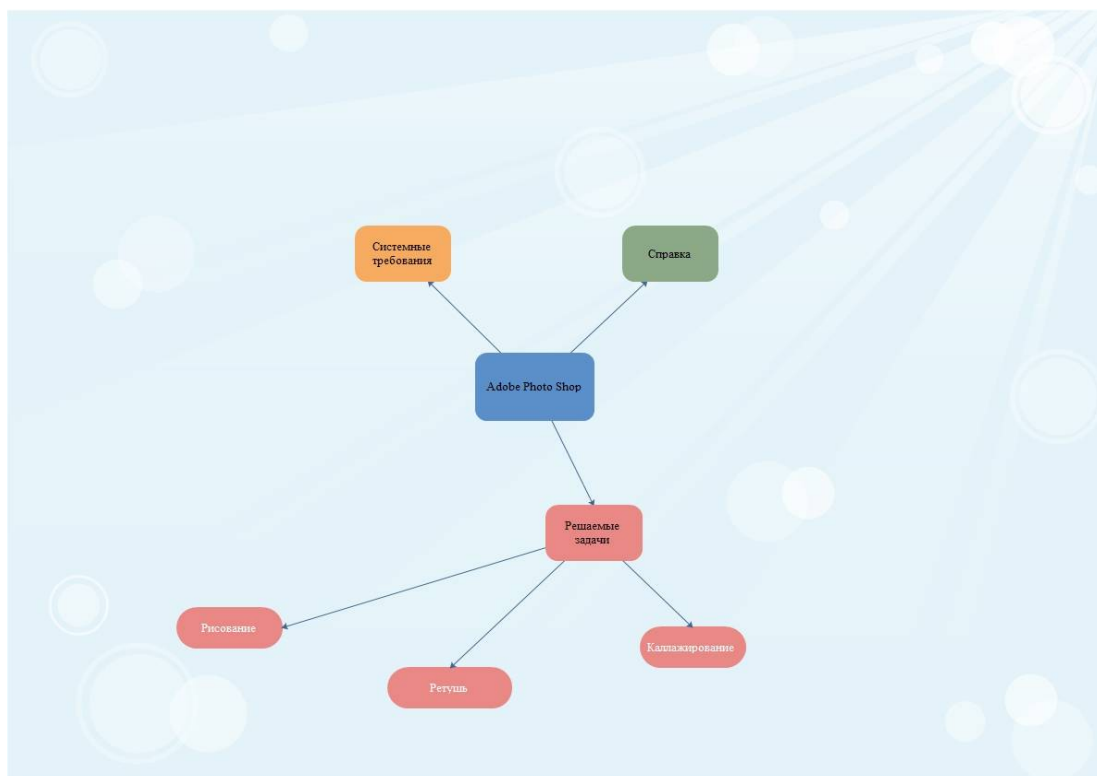 Системные
требования
Справка
Adobe Photo Shop
Решаемые
задачи
Рисование
Каллажирование
Ретушь